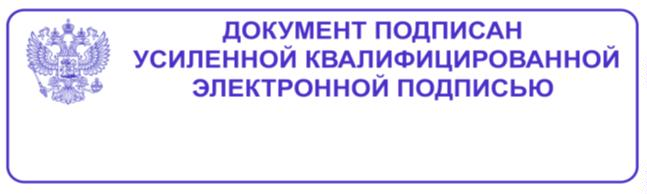 ДОКУМЕНТ ПОДПИСАН
УСИЛЕННОЙ КВАЛИФИЦИРОВАННОЙ
ЭЛЕКТРОННОЙ ПОДПИСЬЮ